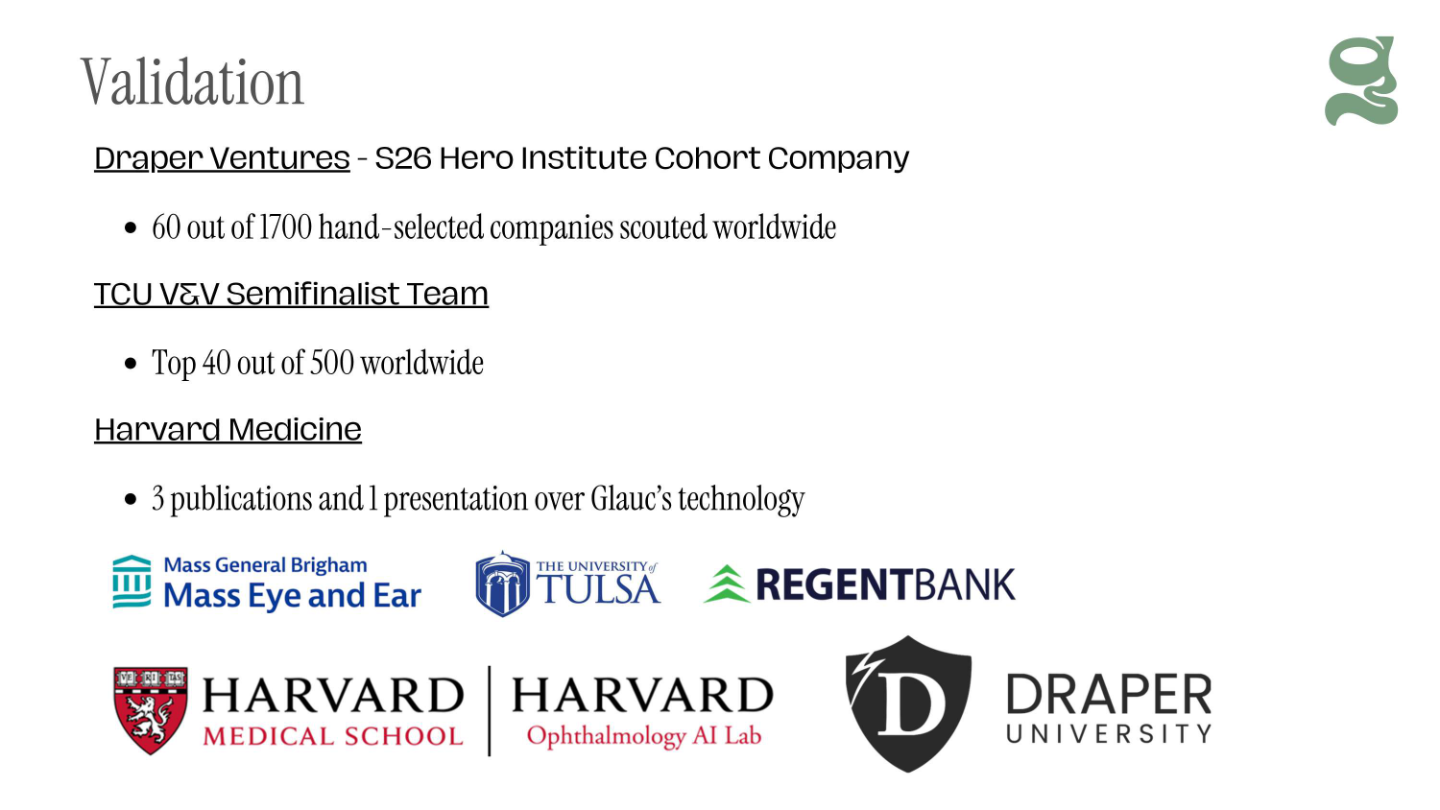 Validation
Draper Ventures - S26 Hero Institute Cohort Company
• 60 out of 1700 hand-selected companies scouted worldwide
TCU V&V Semifinalist Team
• Top 40 out of 500 worldwide
Harvard Medicine
• 3 publications and 1 presentation over Glauc's technology
Mass General Brigham
Mass Eye and Ear
THE UNIVERSITY of
TULSA
REGENTBANK
HARVARD
MEDICAL SCHOOL
HARVARD
Ophthalmology AI Lab
D
DRAPER
UNIVERSITY
g